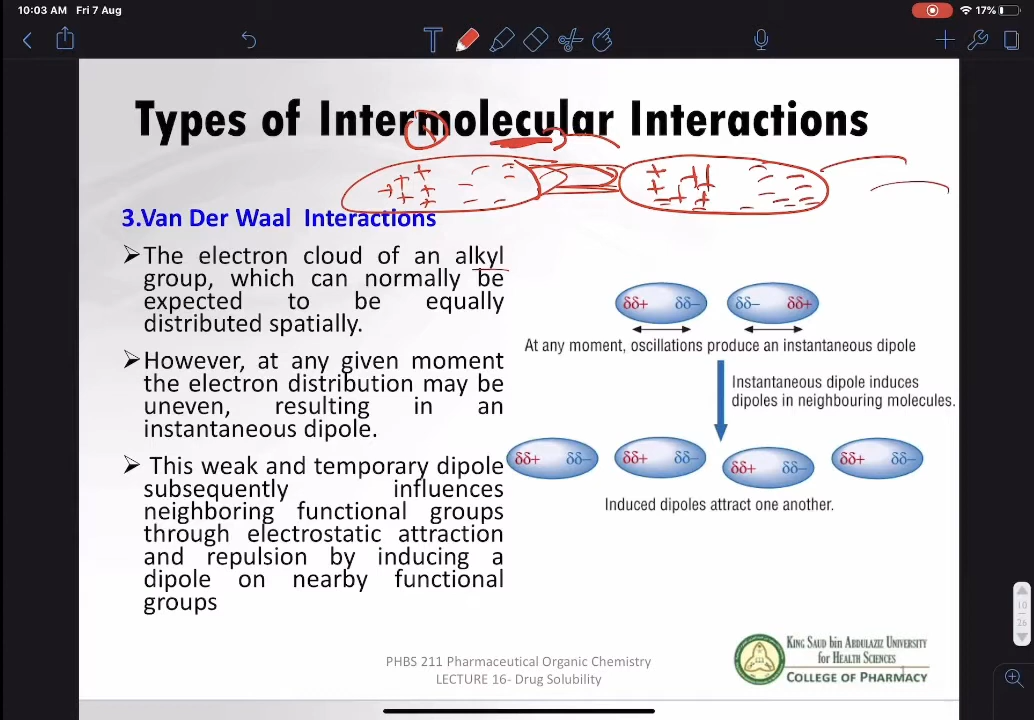 10:03 AM Fri 7 Aug
17%
T
Types of Intermolecular Interactions
1
3.Van Der Waal Interactions
The electron cloud of an alkyl
group, which can normally be
expected to be equally
distributed spatially.
However, at any given moment
the electron distribution may be
uneven, resulting in an
instantaneous dipole.
This weak and temporary dipole
subsequently influences
neighboring functional groups
through electrostatic attraction
and repulsion by inducing a
dipole on nearby functional
groups
δδ+ δδ– δδ– δδ+
At any moment, oscillations produce an instantaneous dipole
Instantaneous dipole induces
dipoles in neighbouring molecules.
δδ+ δδ– δδ+ δδ– δδ+ δδ– δδ+ δδ–
Induced dipoles attract one another.
PHBS 211 Pharmaceutical Organic Chemistry
LECTURE 16- Drug Solubility
KING SAUD bin ABDULAZIZ UNIVERSITY
for HEALTH SCIENCES
COLLEGE OF PHARMACY
10
26